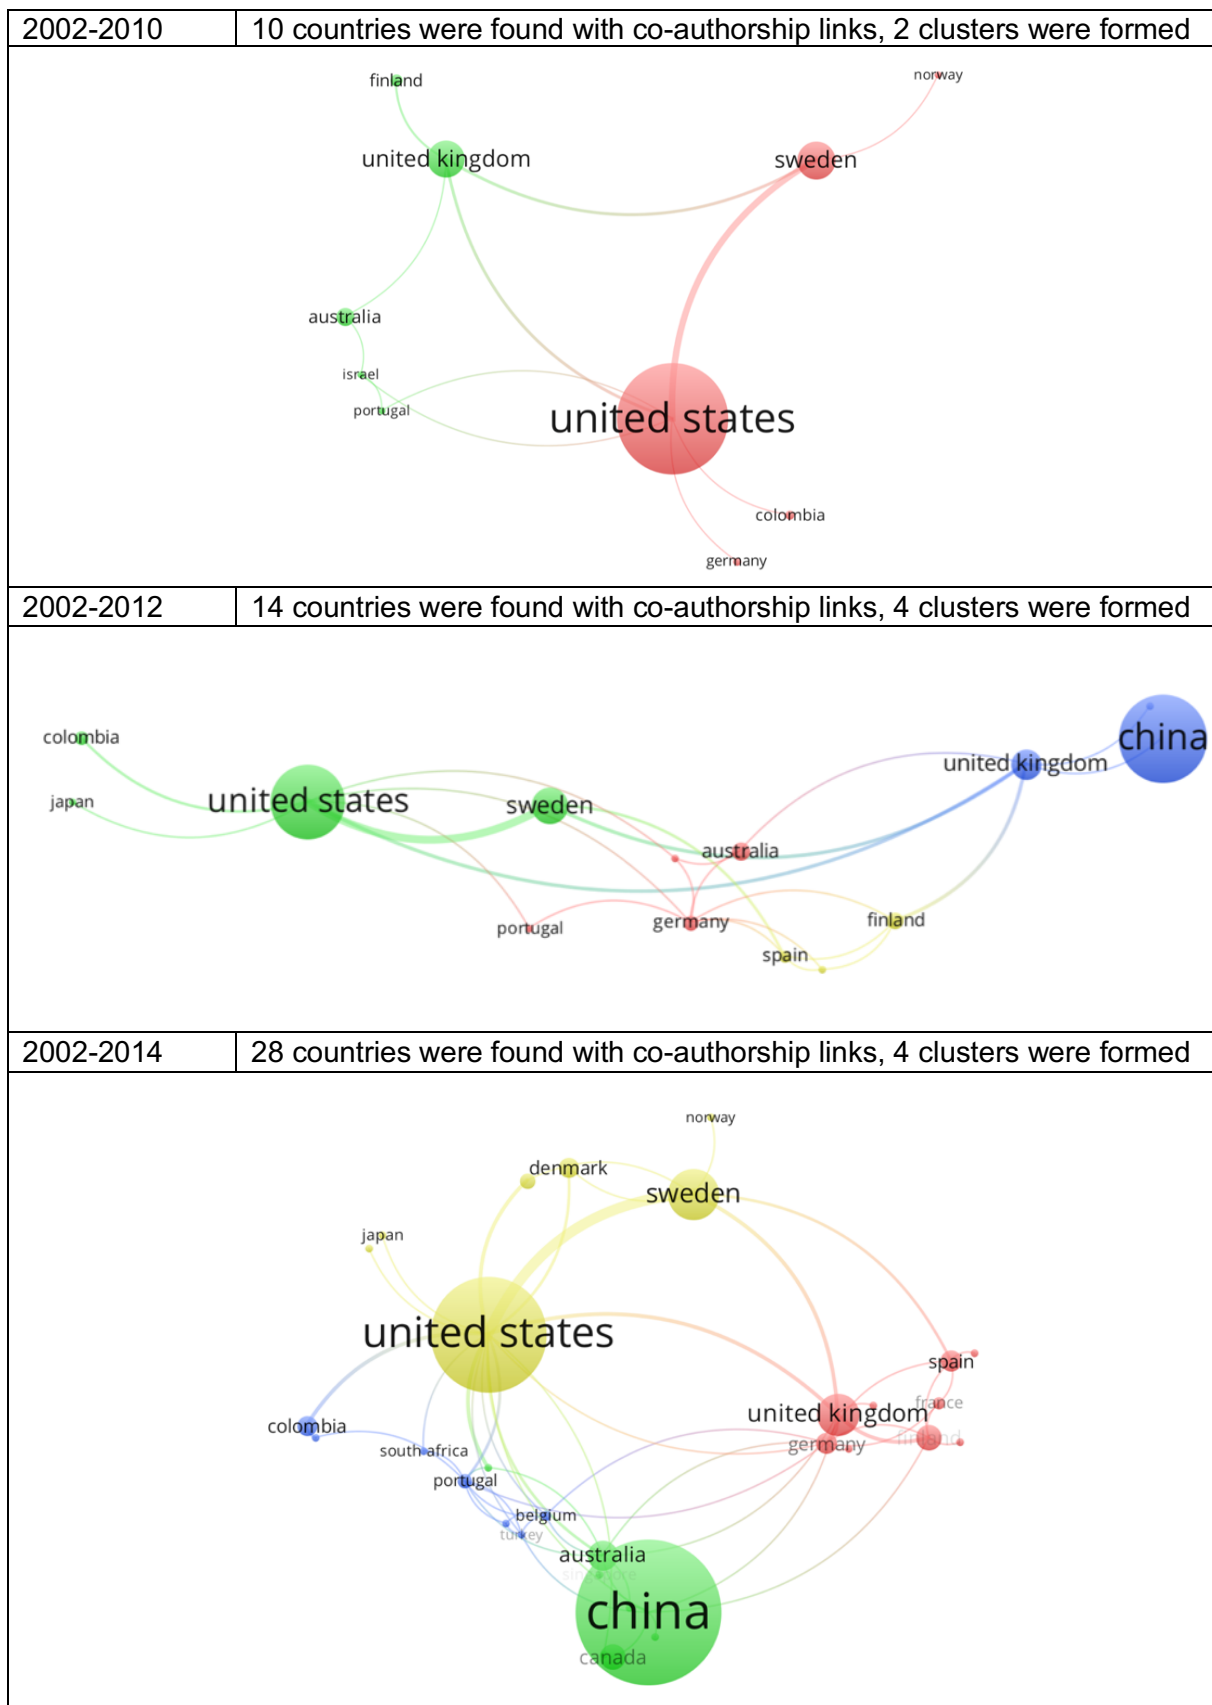 2002-2010 10 countries were found with co-authorship links, 2 clusters were formed
finland
norway
united kingdom
sweden
australia
israel
portugal
united states
colombia
germany
2002-2012 14 countries were found with co-authorship links, 4 clusters were formed
colombia
china
united kingdom
japan
united states
sweden
australia
portugal
germany
finland
spain
2002-2014 28 countries were found with co-authorship links, 4 clusters were formed
norway
denmark
sweden
japan
united states
spain
france
united kingdom
colombia
germany
finland
south africa
portugal
belgium
turkey
australia
singapore
china
canada